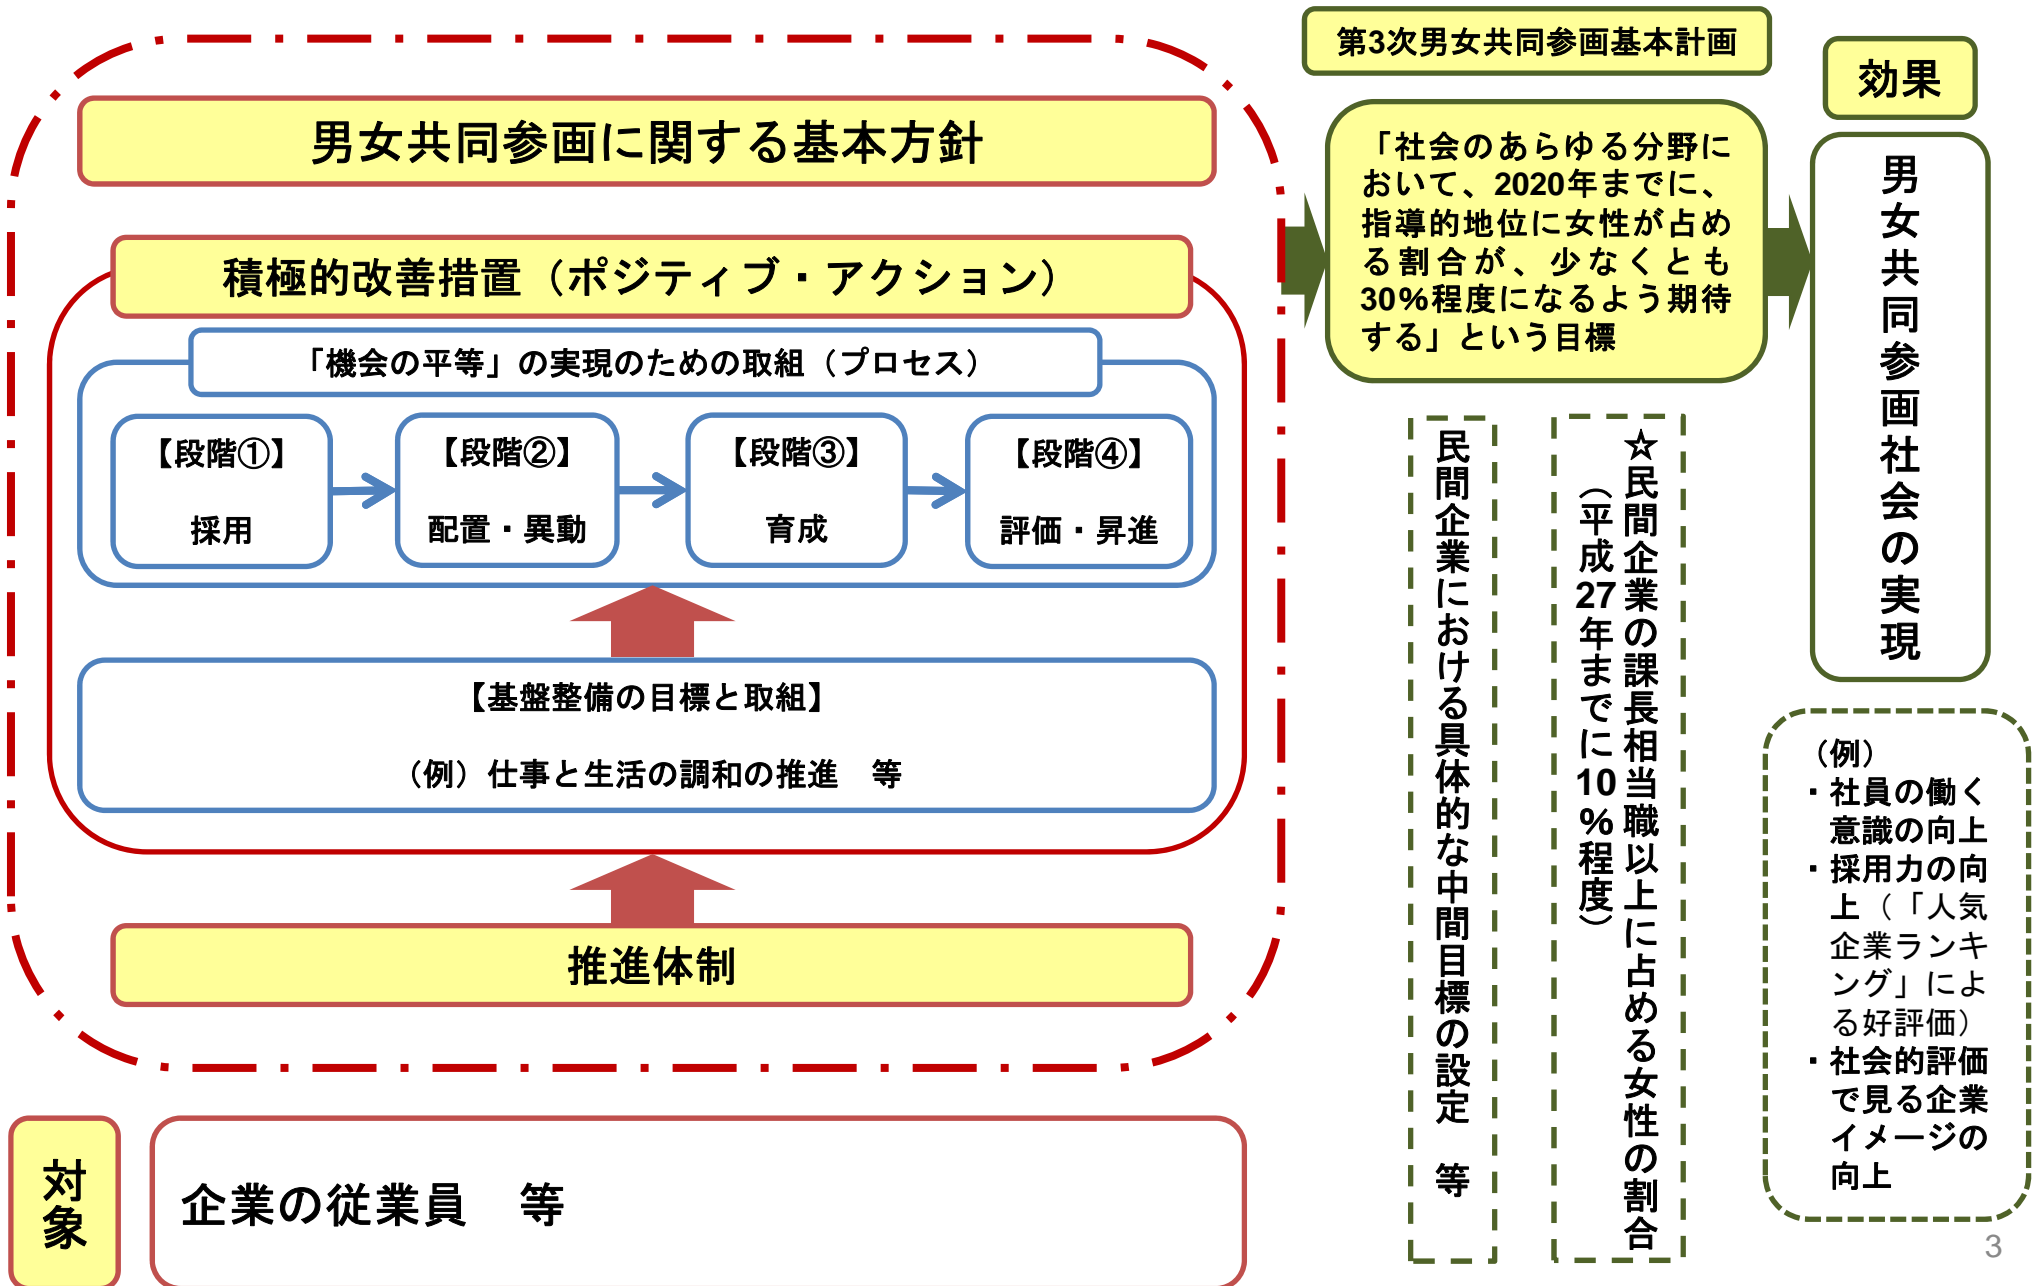 男女共同参画に関する基本方針
積極的改善措置（ポジティブ・アクション）
「機会の平等」の実現のための取組（プロセス）
【段階①】
採用
【段階②】
配置・異動
【段階③】
育成
【段階④】
評価・昇進
【基盤整備の目標と取組】
（例）仕事と生活の調和の推進　等
推進体制
対象
企業の従業員　等
第3次男女共同参画基本計画
「社会のあらゆる分野に
おいて、2020年までに、
指導的地位に女性が占め
る割合が、少なくとも
30%程度になるよう期待
する」という目標
☆民間企業の課長相当職以上に占める女性の割合
（平成27年までに10%程度）
民間企業における具体的な中間目標の設定　等
効果
男女共同参画社会の実現
（例）
・社員の働く
意識の向上
・採用力の向
上（「人気
企業ランキ
ング」によ
る好評価）
・社会的評価
で見る企業
イメージの
向上
3